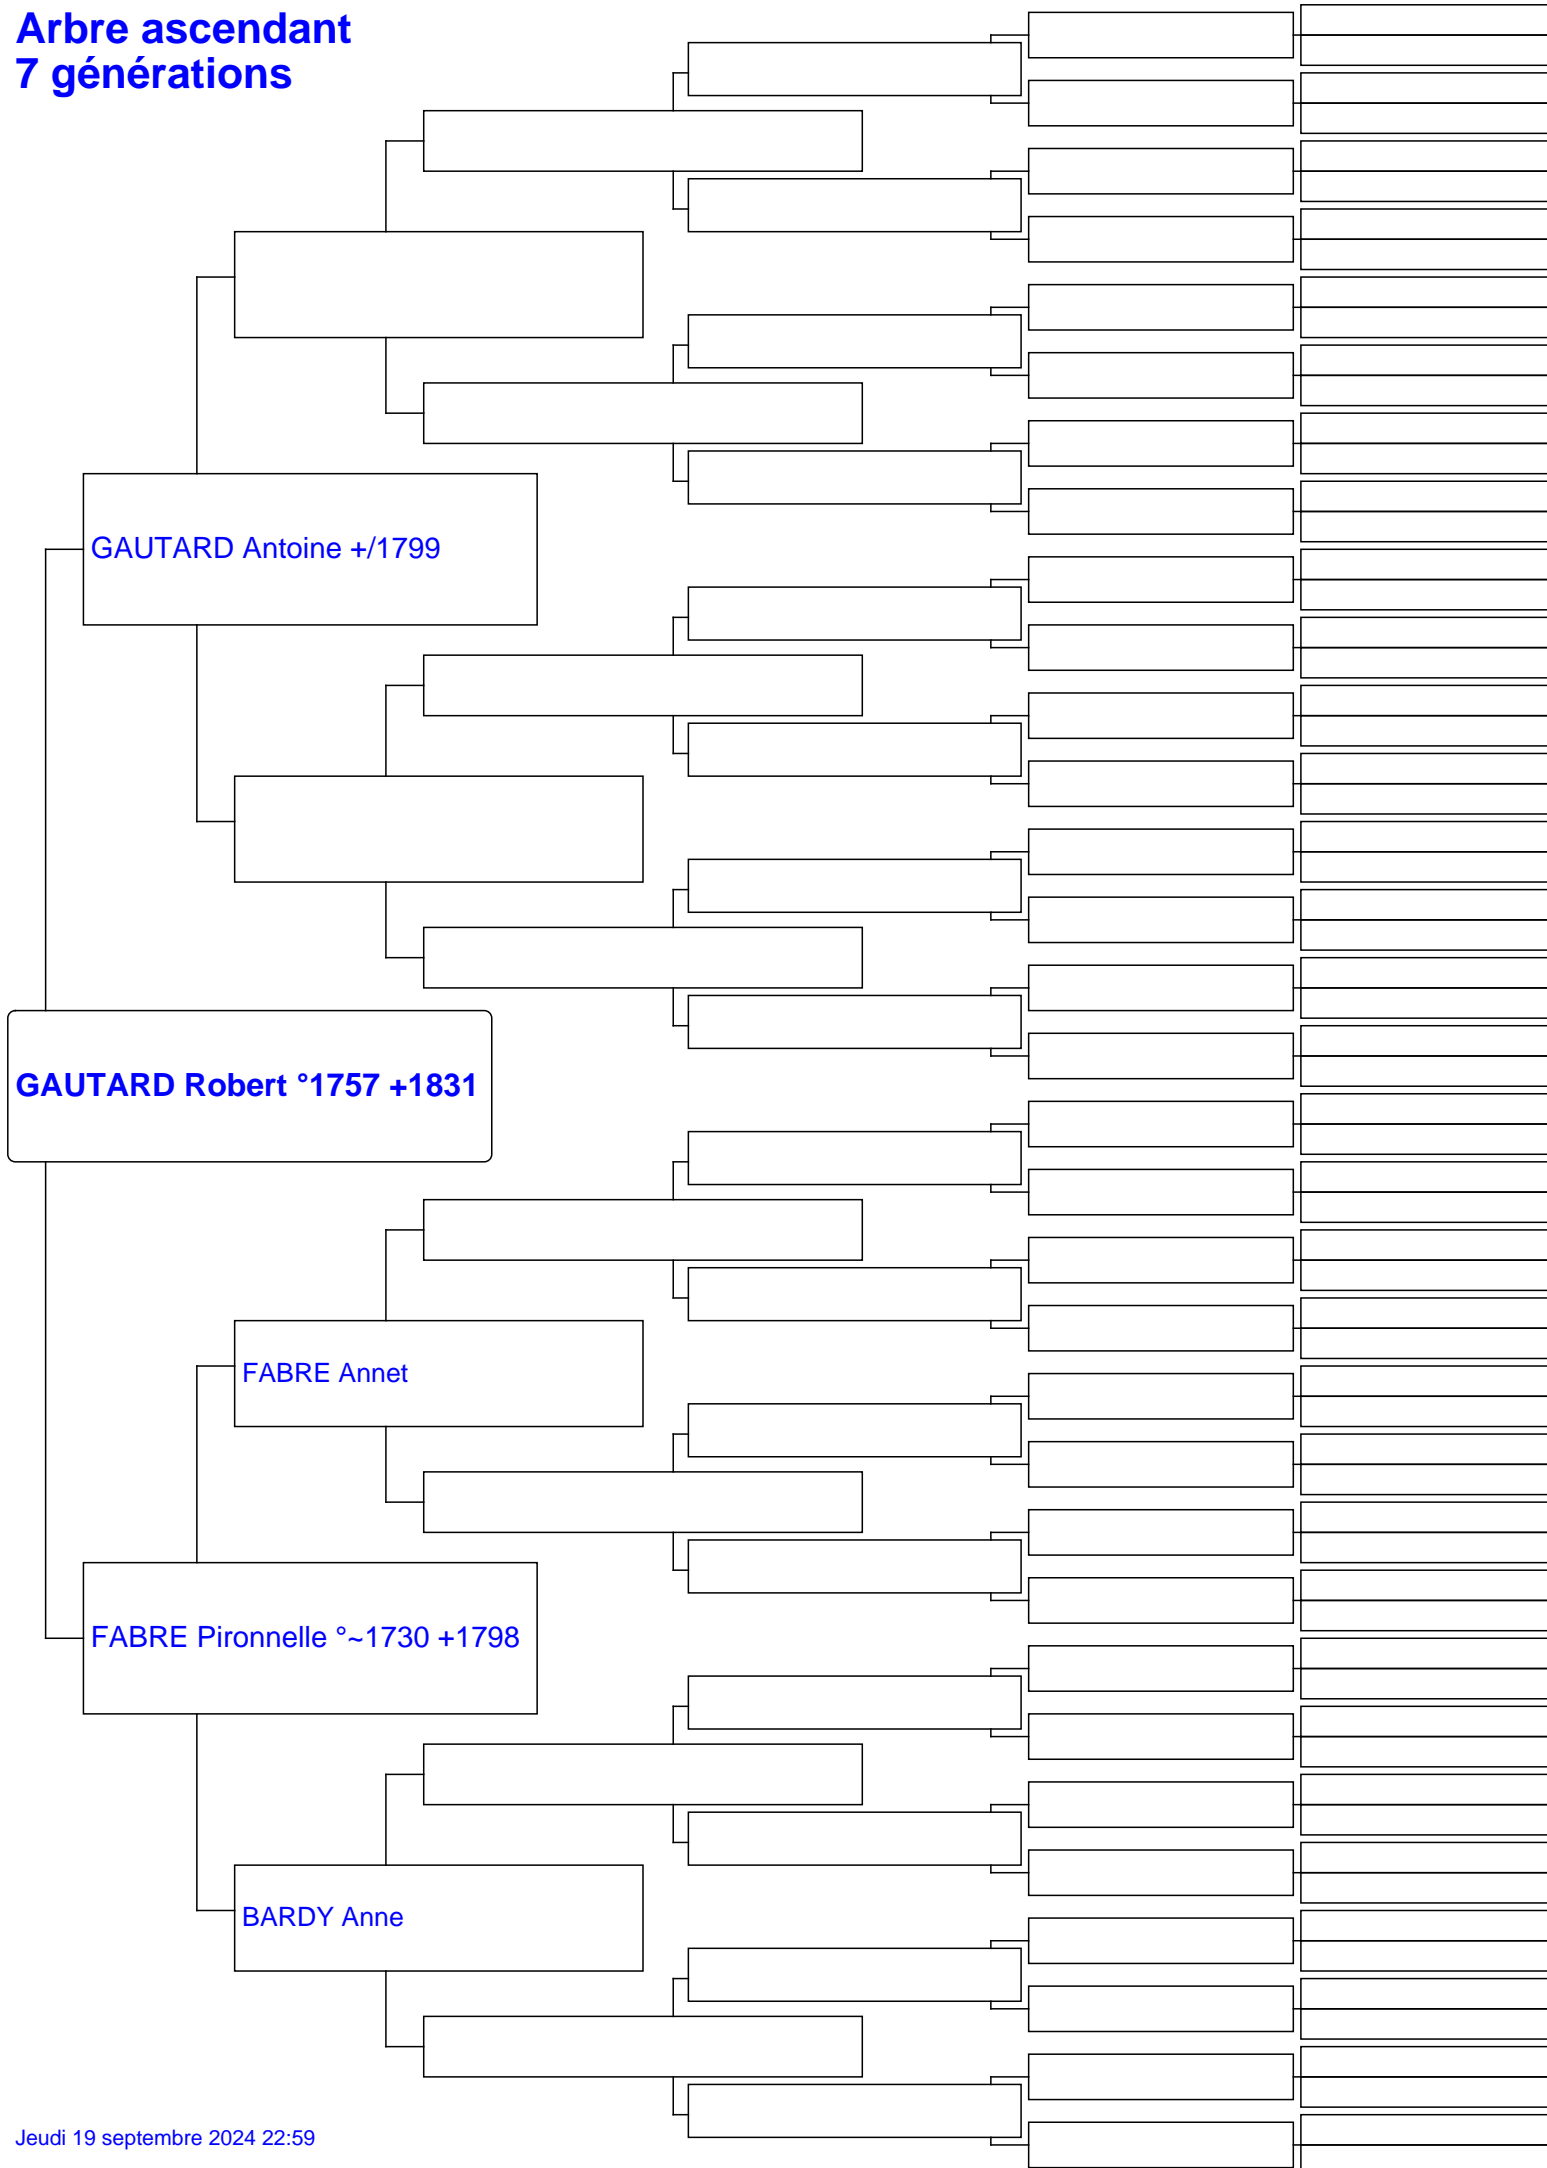 Arbre ascendant
7 générations
GAUTARD Antoine +/1799
GAUTARD Robert °1757 +1831
FABRE Annet
FABRE Pironnelle °~1730 +1798
BARDY Anne
Jeudi 19 septembre 2024 22:59